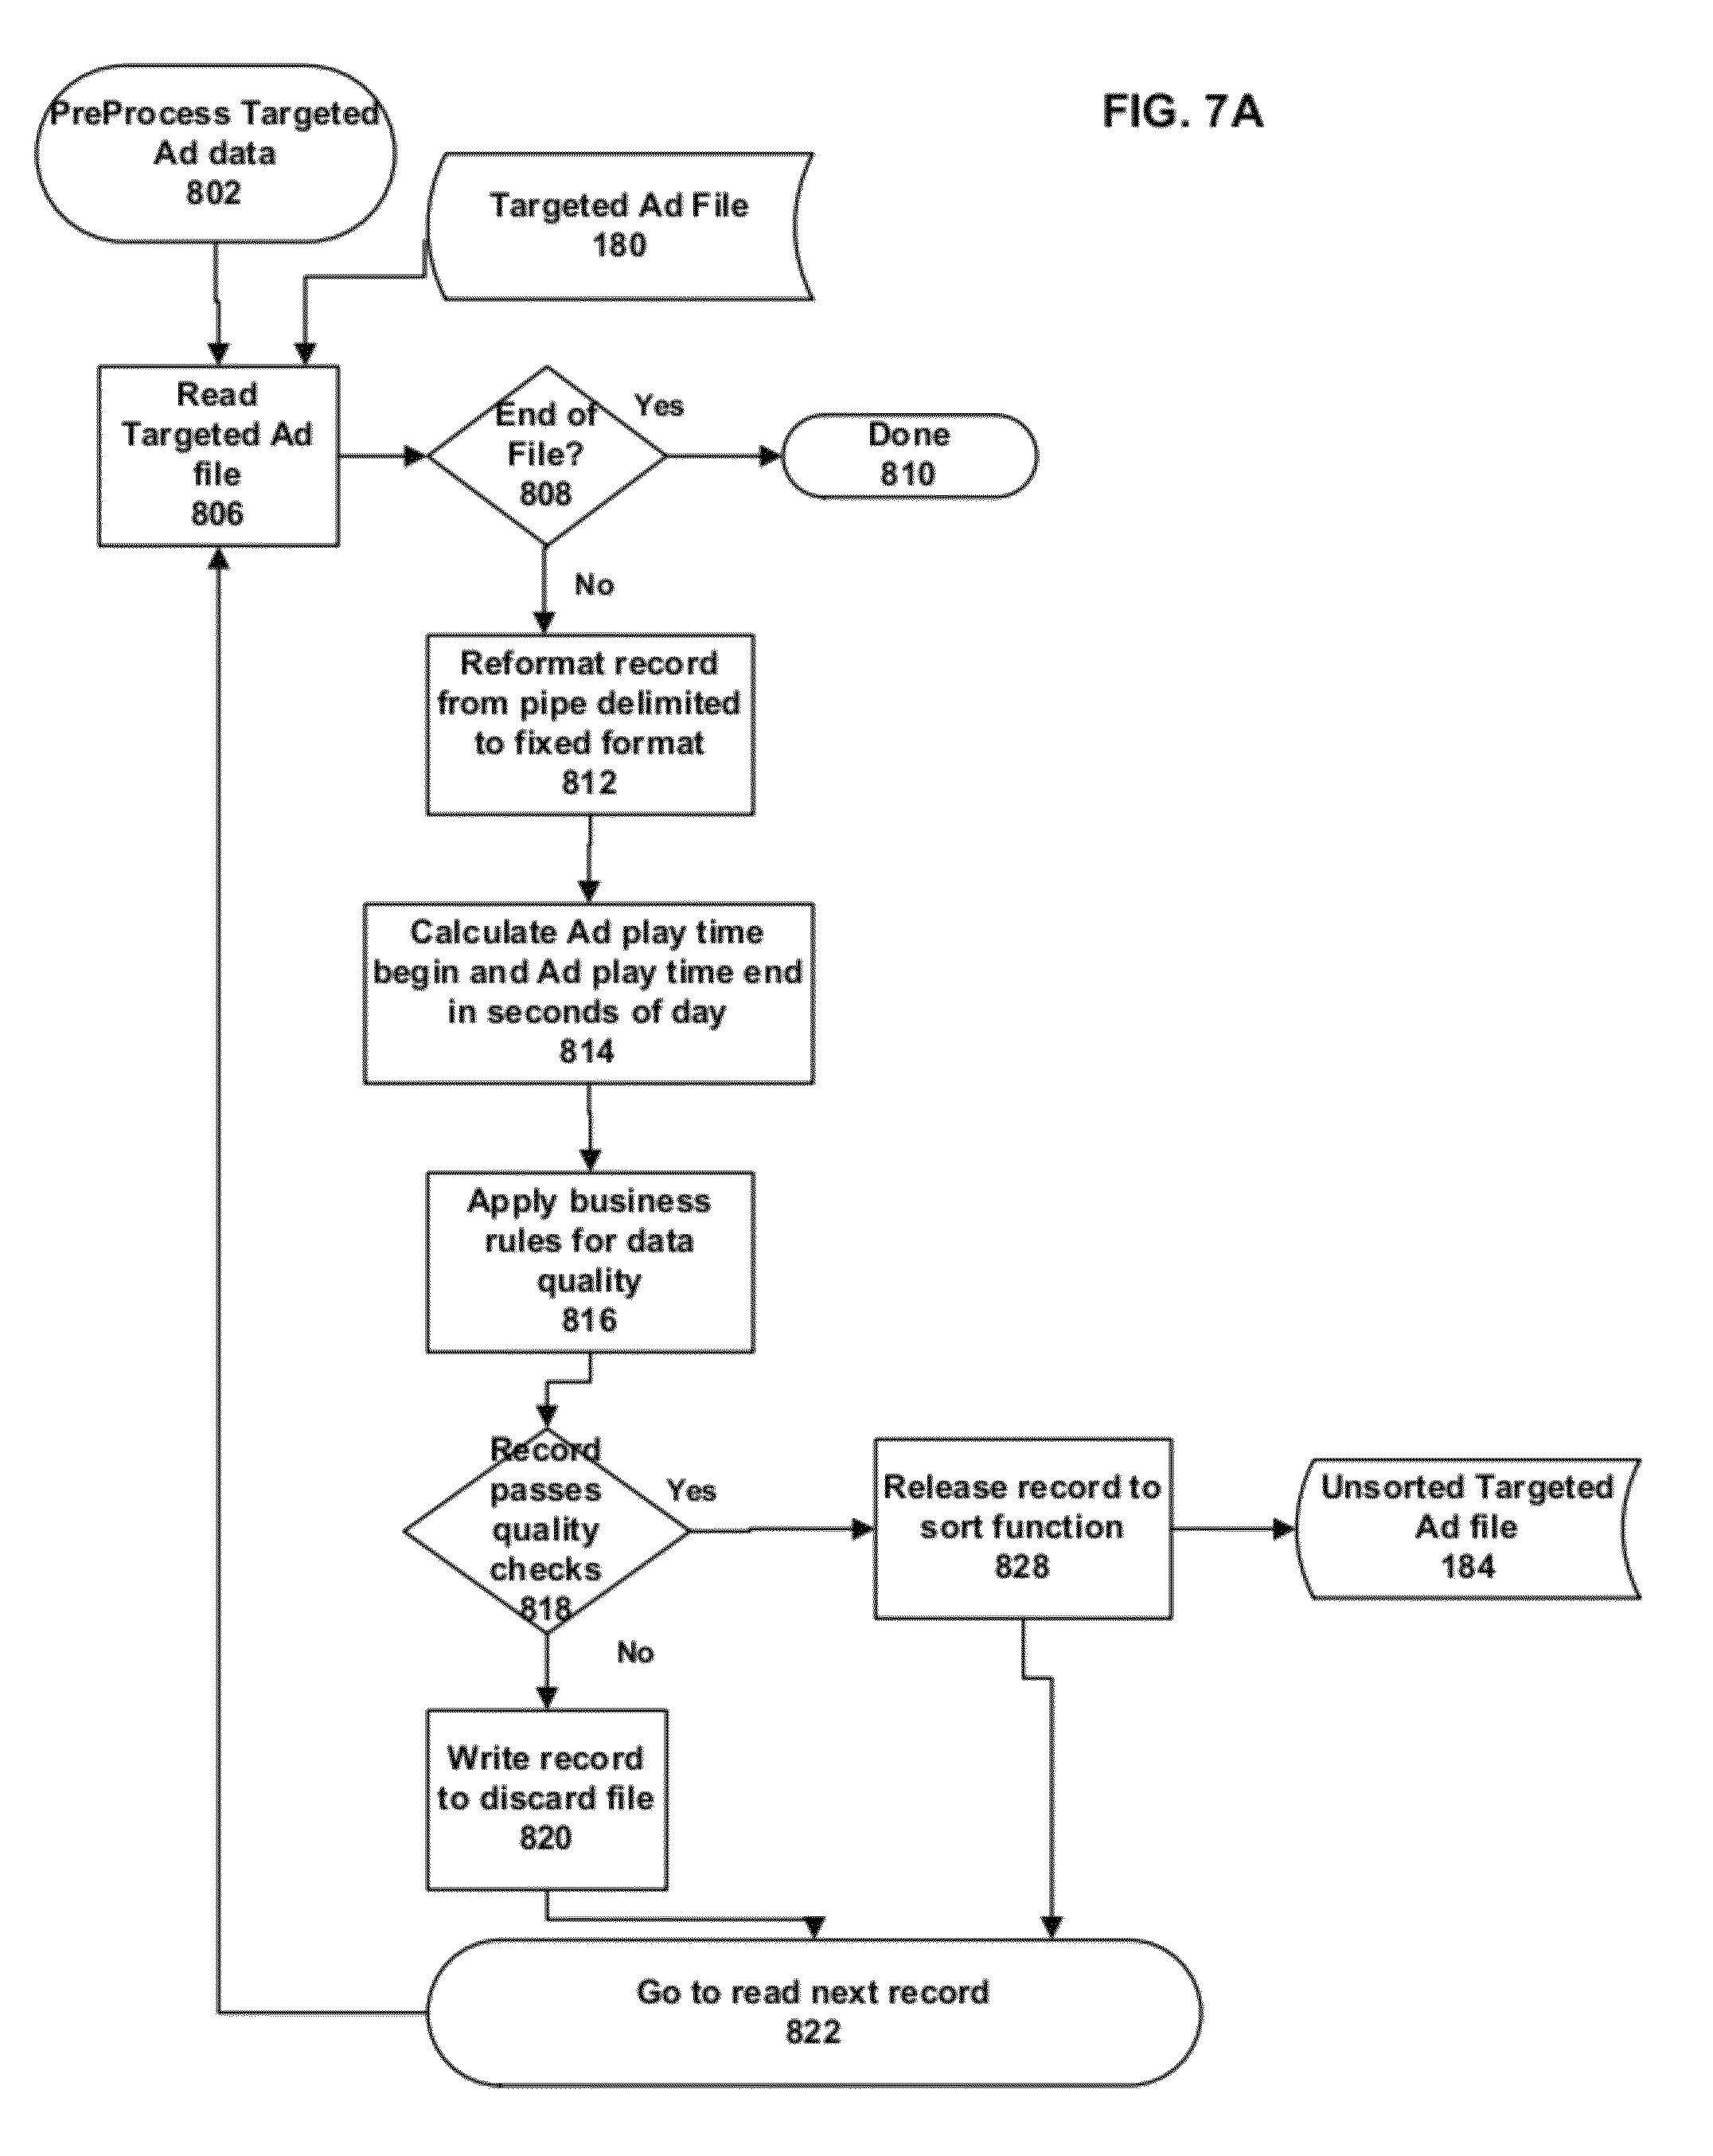 FIG. 7A
PreProcess Targeted
Ad data
802
Targeted Ad File
180
Read
Targeted Ad
file
806
End of
File?
808
Yes
Done
810
No
Reformat record
from pipe delimited
to fixed format
812
Calculate Ad play time
begin and Ad play time end
in seconds of day
814
Apply business
rules for data
quality
816
Record
passes
quality
checks
818
Yes
Release record to
sort function
828
Unsorted Targeted
Ad file
184
No
Write record
to discard file
820
Go to read next record
822